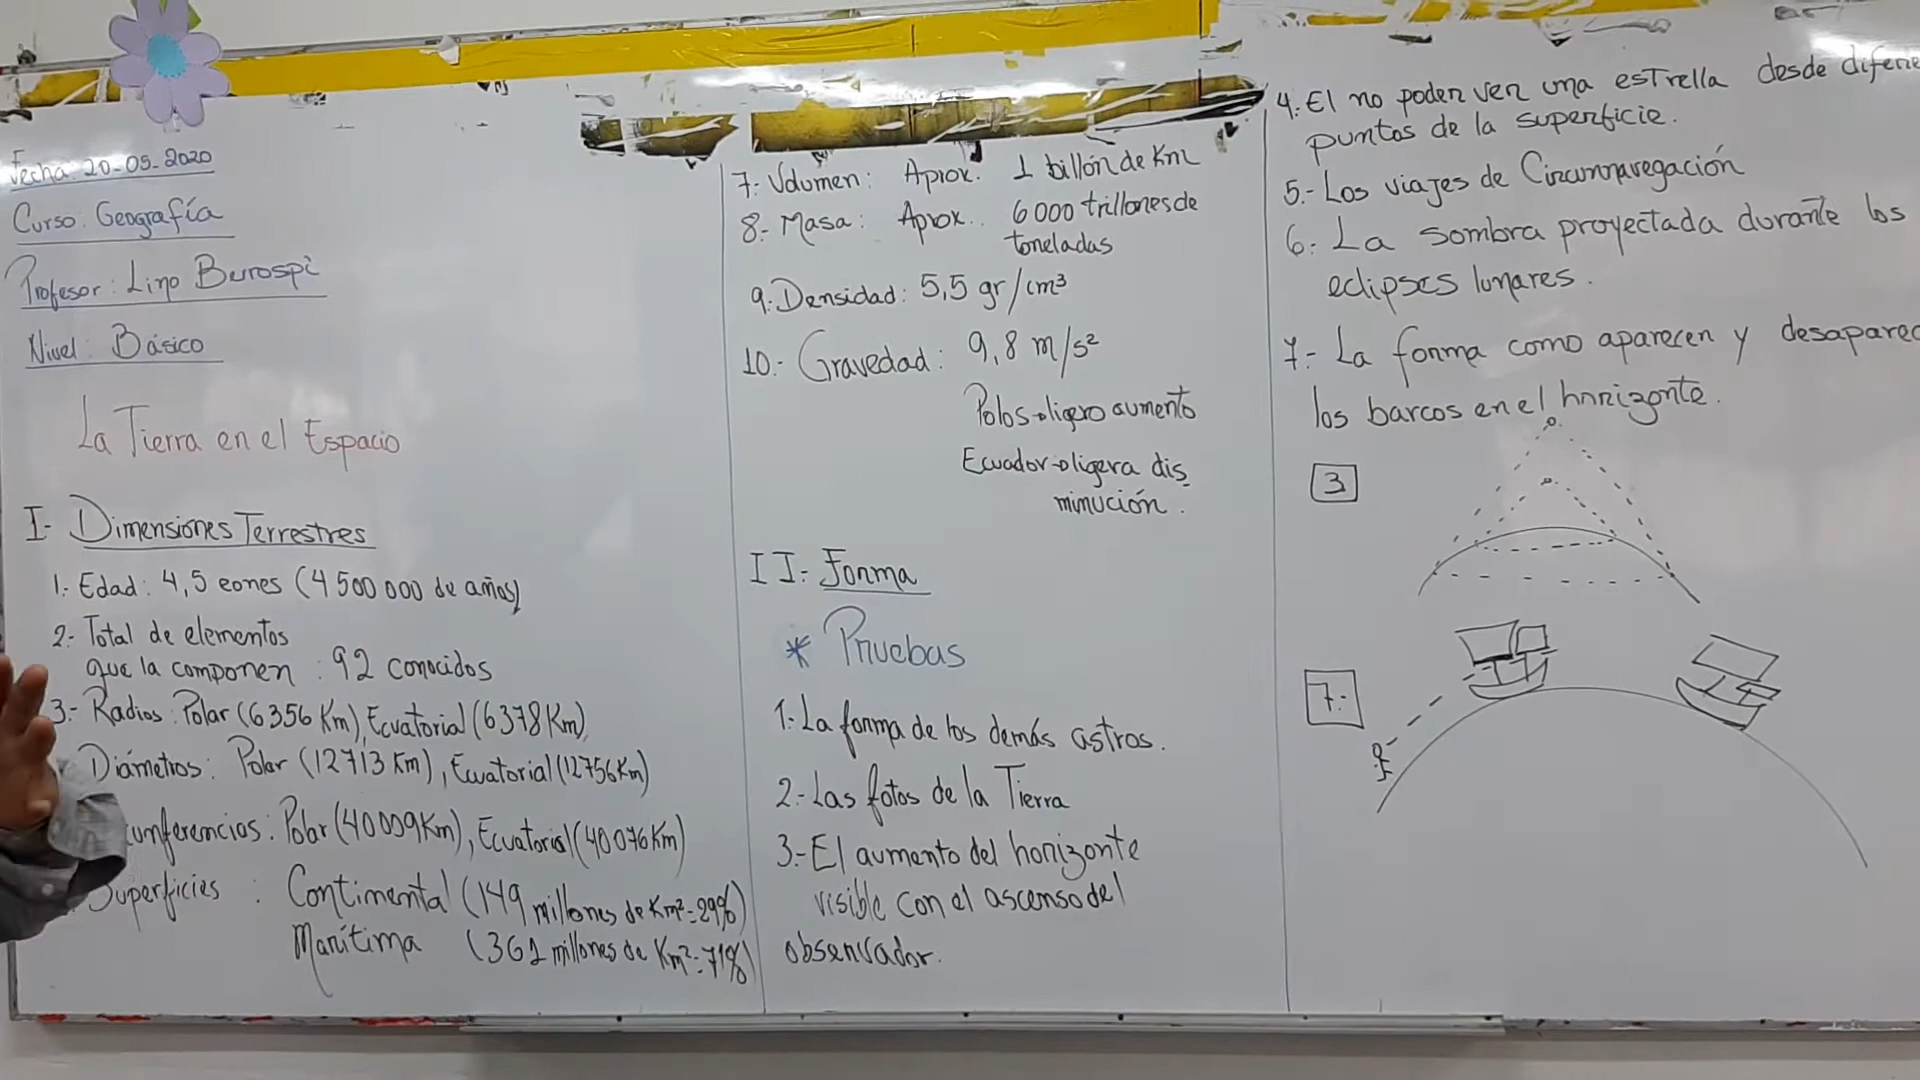 Fecha: 20-05-2020
Curso: Geografía
Profesor: Lino Berrospi
Nivel: Básico
La Tierra en el Espacio
I- Dimensiones Terrestres
1.- Edad: 4,5 eones (4 500 000 de años)
2.- Total de elementos
que la componen : 92 conocidos
3.- Radios: Polar (6356 Km), Ecuatorial (6378 Km),
Diámetros: Polar (12713 Km), Ecuatorial (12756 Km)
unferencias: Polar (40009 Km), Ecuatorial (40076 Km)
Superficies : Continental (149 millones de Km²=29%)
Marítima (361 millones de Km²=71%)
7.- Volumen: Aprox. 1 billón de Km
8.- Masa: Aprox.. 6 000 trillones de
toneladas
9.- Densidad: 5,5 gr/cm³
10.- Gravedad: 9,8 m/s²
Polos→ligero aumento
Ecuador→ligera dis
minución.
II- Forma
* Pruebas
1.- La forma de los demás astros.
2.- Las fotos de la Tierra
3.- El aumento del horizonte
visible con el ascenso del
observador.
4.- El no poder ver una estrella desde difere
puntos de la superficie.
5.- Los viajes de Circunnavegación
6.- La sombra proyectada durante los
eclipses lunares.
7.- La forma como aparecen y desaparec
los barcos en el horizonte.
3
7.-